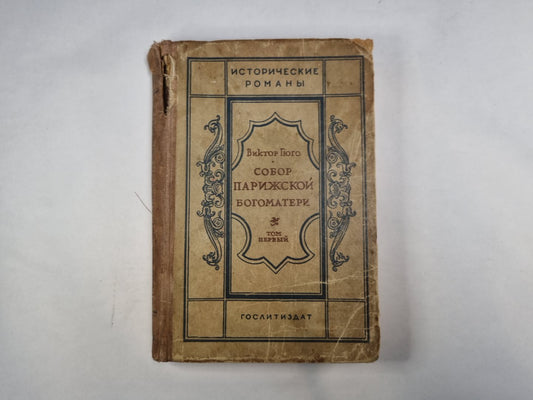 ИСТОРИЧЕСКИЕ
РОМАНЫ
Виктор Гюго
СОБОР
ПАРИЖСКОЙ
БОГОМАТЕРИ
ТОМ
ПЕРВЫЙ
ГОСЛИТИЗДАТ